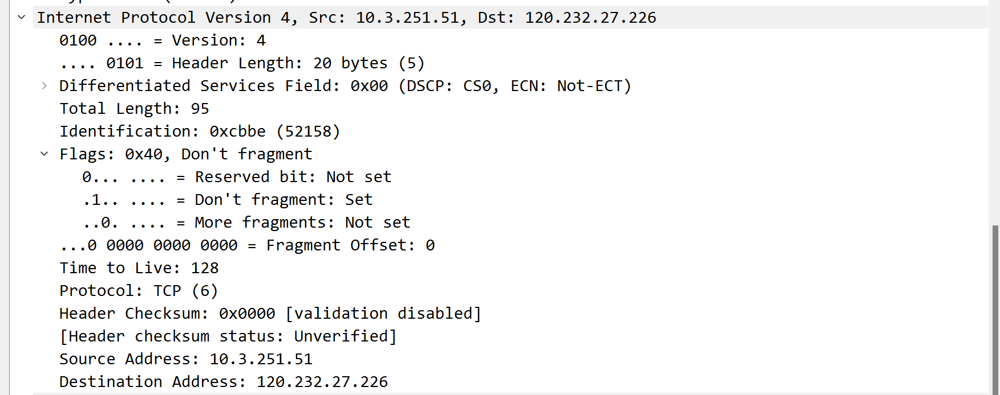 Internet Protocol Version 4, Src: 10.3.251.51, Dst: 120.232.27.226
0100 .... = Version: 4
.... 0101 = Header Length: 20 bytes (5)
Differentiated Services Field: 0x00 (DSCP: CS0, ECN: Not-ECT)
Total Length: 95
Identification: 0xcbbe (52158)
Flags: 0x40, Don't fragment
0... .... = Reserved bit: Not set
.1.. .... = Don't fragment: Set
..0. .... = More fragments: Not set
...0 0000 0000 0000 = Fragment Offset: 0
Time to Live: 128
Protocol: TCP (6)
Header Checksum: 0x0000 [validation disabled]
[Header checksum status: Unverified]
Source Address: 10.3.251.51
Destination Address: 120.232.27.226